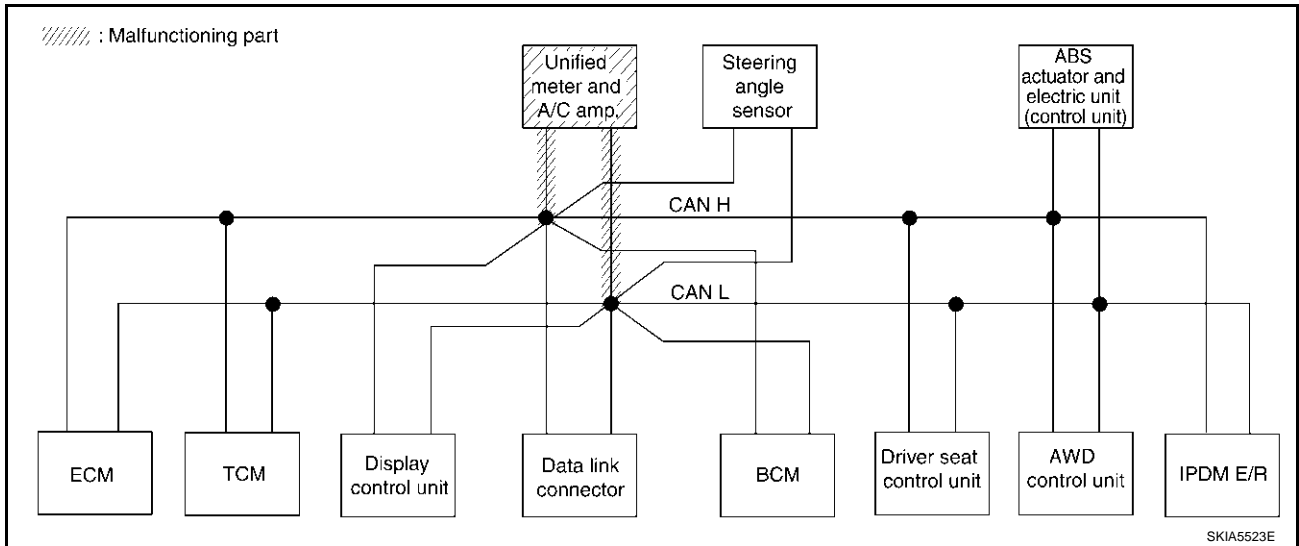 : Malfunctioning part
Unified
meter and
A/C amp.
Steering
angle
sensor
ABS
actuator and
electric unit
(control unit)
CAN H
CAN L
ECM
TCM
Display
control unit
Data link
connector
BCM
Driver seat
control unit
AWD
control unit
IPDM E/R
SKIA5523E